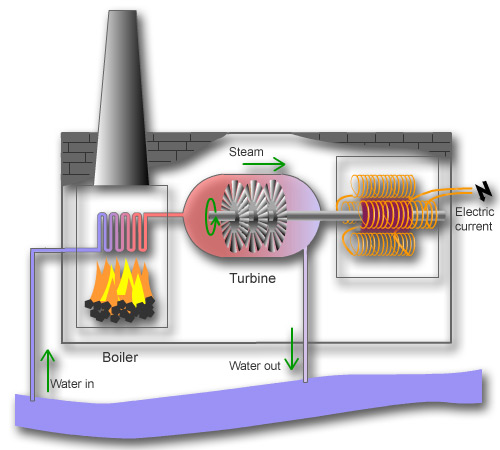 Steam
Electric
current
Turbine
Boiler
Water out
Water in